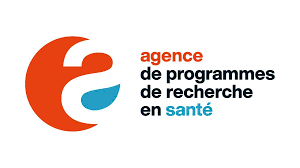 a
agence
de programmes
de recherche
en santé